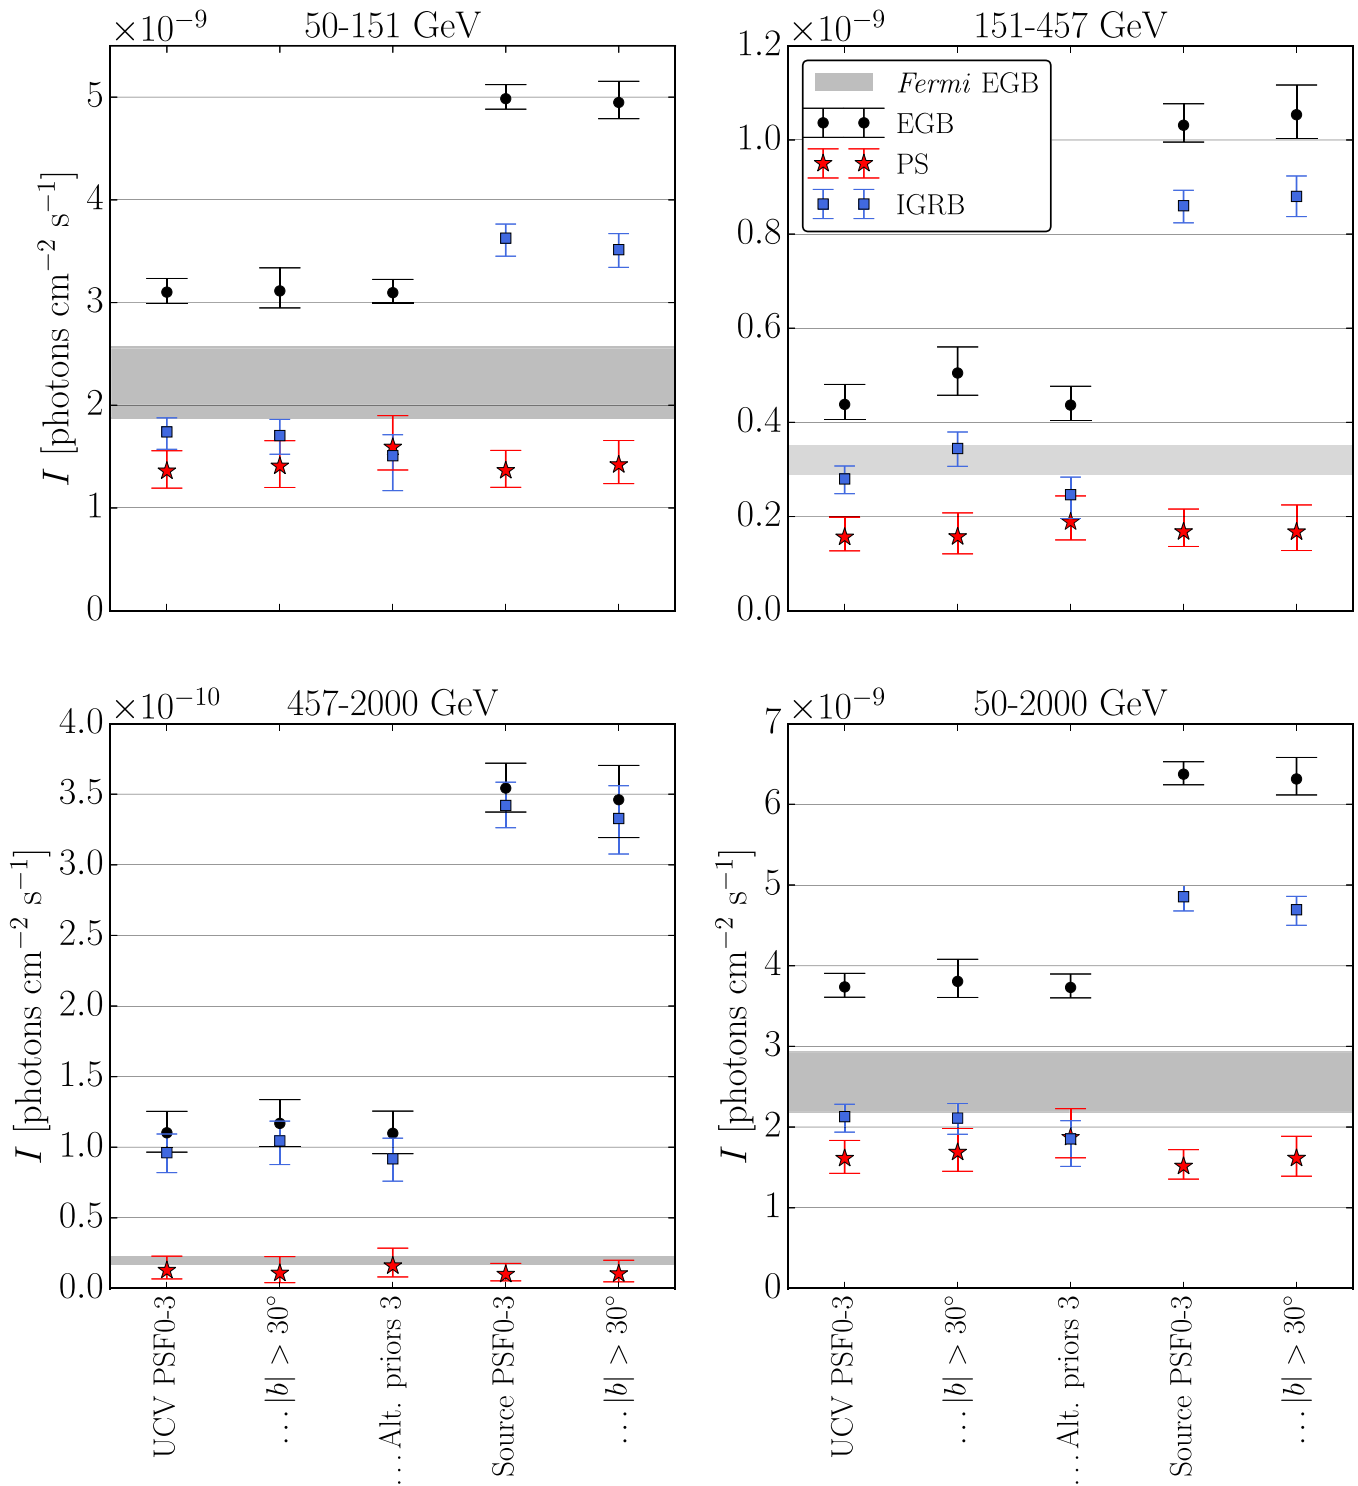 ×10⁻⁹ 50-151 GeV
5
4
3
2
1
0
I [photons cm⁻² s⁻¹]
×10⁻⁹ 151-457 GeV
1.2
1.0
0.8
0.6
0.4
0.2
0.0
Fermi EGB
EGB
PS
IGRB
×10⁻¹⁰ 457-2000 GeV
4.0
3.5
3.0
2.5
2.0
1.5
1.0
0.5
0.0
I [photons cm⁻² s⁻¹]
UCV PSF0-3
...|b| > 30°
....Alt. priors 3
Source PSF0-3
...|b| > 30°
×10⁻⁹ 50-2000 GeV
7
6
5
4
3
2
1
0
I [photons cm⁻² s⁻¹]
UCV PSF0-3
...|b| > 30°
....Alt. priors 3
Source PSF0-3
...|b| > 30°